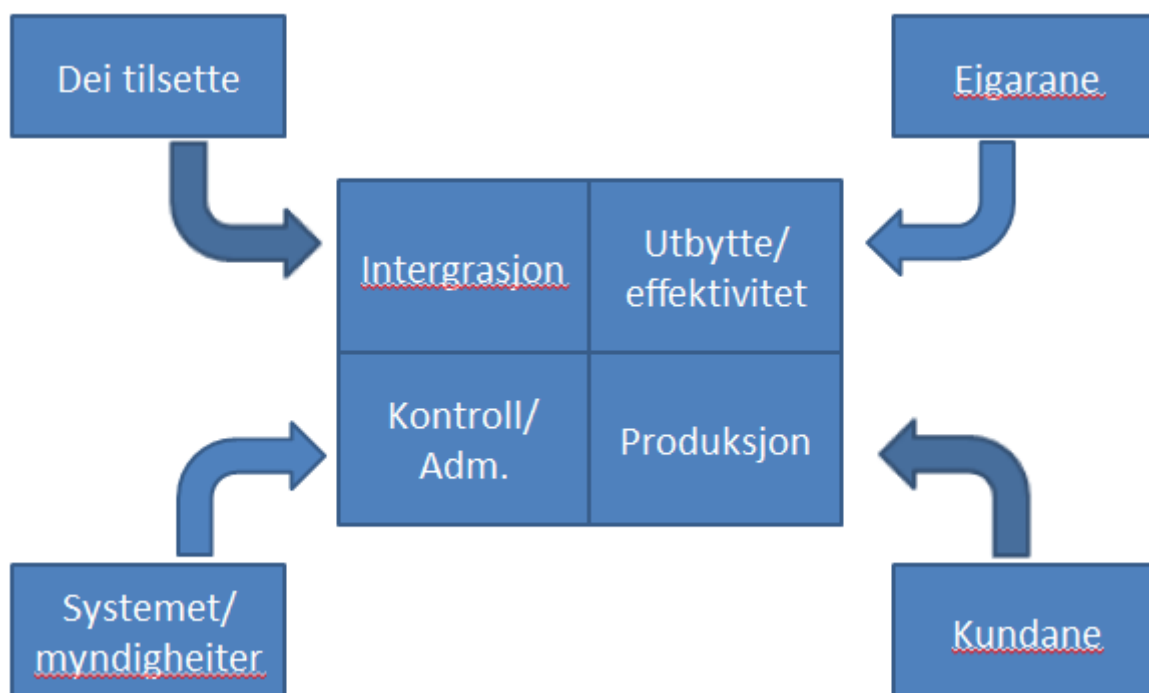 Dei tilsette
Eigarane
Intergrasjon
Utbytte/
effektivitet
Kontroll/
Adm.
Produksjon
Systemet/
myndigheiter
Kundane